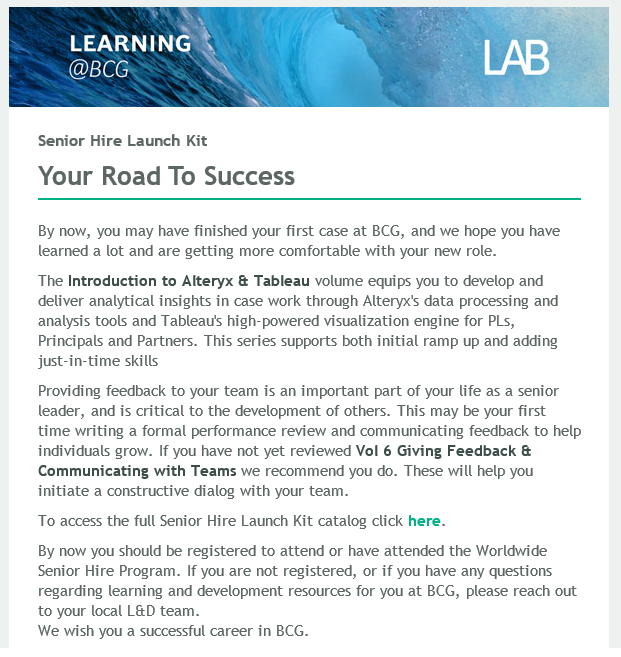 LEARNING
@BCG
LAB
Senior Hire Launch Kit
Your Road To Success
By now, you may have finished your first case at BCG, and we hope you have
learned a lot and are getting more comfortable with your new role.
The Introduction to Alteryx & Tableau volume equips you to develop and
deliver analytical insights in case work through Alteryx's data processing and
analysis tools and Tableau's high-powered visualization engine for PLs,
Principals and Partners. This series supports both initial ramp up and adding
just-in-time skills
Providing feedback to your team is an important part of your life as a senior
leader, and is critical to the development of others. This may be your first
time writing a formal performance review and communicating feedback to help
individuals grow. If you have not yet reviewed Vol 6 Giving Feedback &
Communicating with Teams we recommend you do. These will help you
initiate a constructive dialog with your team.
To access the full Senior Hire Launch Kit catalog click here.
By now you should be registered to attend or have attended the Worldwide
Senior Hire Program. If you are not registered, or if you have any questions
regarding learning and development resources for you at BCG, please reach out
to your local L&D team.
We wish you a successful career in BCG.